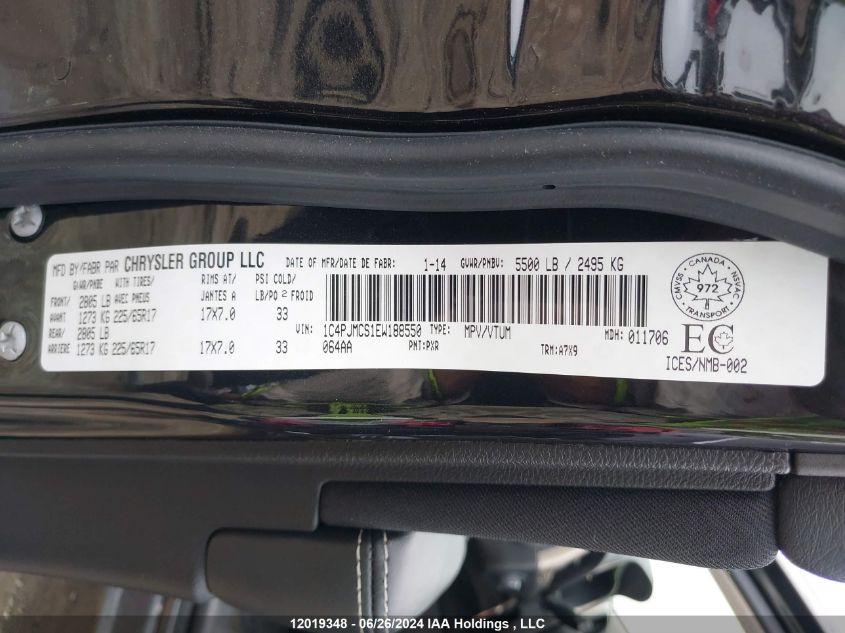 MFD BY/FABR PAR CHRYSLER GROUP LLC DATE OF MFR/DATE DE FABR: 1-14 GVWR/PNBV: 5500 LB / 2495 KG
GWAR/PNBE WITH TIRES/ RIMS AT/ PSI COLD/
FRONT/ 2805 LB AVEC PNEUS JANTES A LB/PO 2 FROID
AVANT 1273 KG 225/65R17 17X7.0 33
REAR/ 2805 LB
ARRIERE 1273 KG 225/65R17 17X7.0 33
VIN: 1C4PJMCS1EW188550 TYPE: MPV/VTUM MDH: 011706
064AA PNT: PXR TRM: A7X9
CMVSS · CANADA · NSVAC
972
TRANSPORT
EC
ICES/NMB-002
12019348 - 06/26/2024 IAA Holdings , LLC